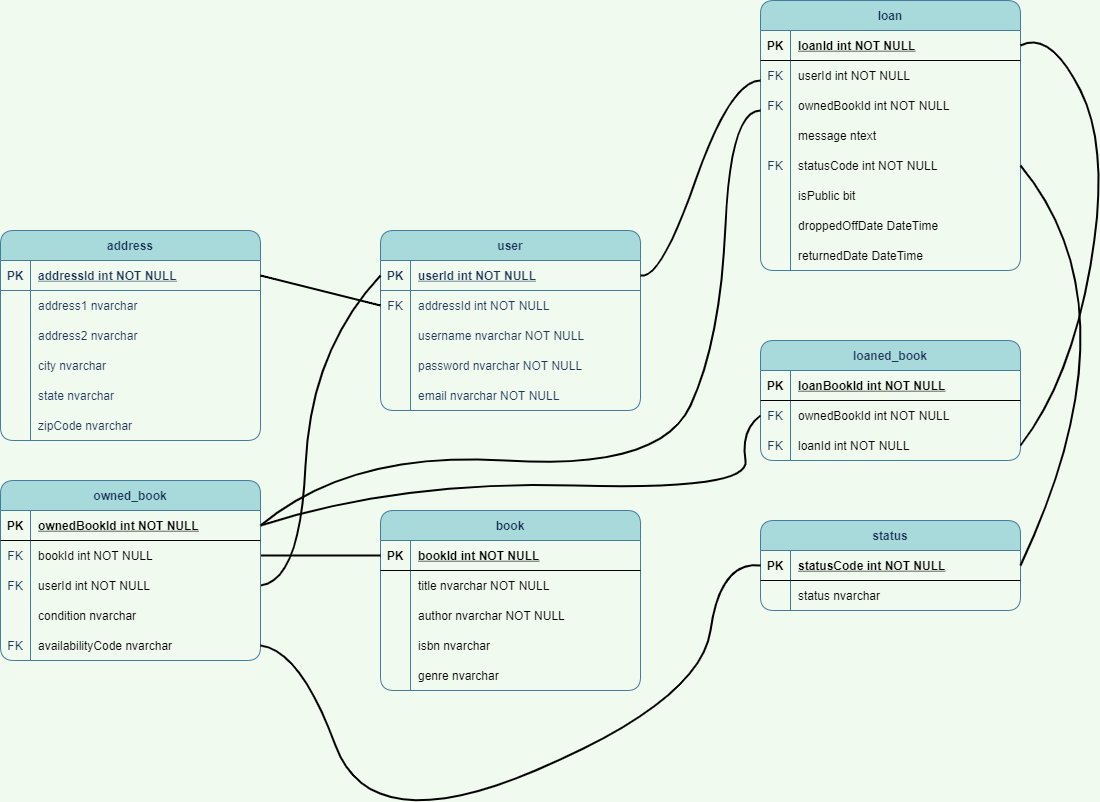 loan
PK loanId int NOT NULL
FK userId int NOT NULL
FK ownedBookId int NOT NULL
message ntext
FK statusCode int NOT NULL
isPublic bit
droppedOffDate DateTime
returnedDate DateTime
address
PK addressId int NOT NULL
address1 nvarchar
address2 nvarchar
city nvarchar
state nvarchar
zipCode nvarchar
user
PK userId int NOT NULL
FK addressId int NOT NULL
username nvarchar NOT NULL
password nvarchar NOT NULL
email nvarchar NOT NULL
loaned_book
PK loanBookId int NOT NULL
FK ownedBookId int NOT NULL
FK loanId int NOT NULL
owned_book
PK ownedBookId int NOT NULL
FK bookId int NOT NULL
FK userId int NOT NULL
condition nvarchar
FK availabilityCode nvarchar
book
PK bookId int NOT NULL
title nvarchar NOT NULL
author nvarchar NOT NULL
isbn nvarchar
genre nvarchar
status
PK statusCode int NOT NULL
status nvarchar